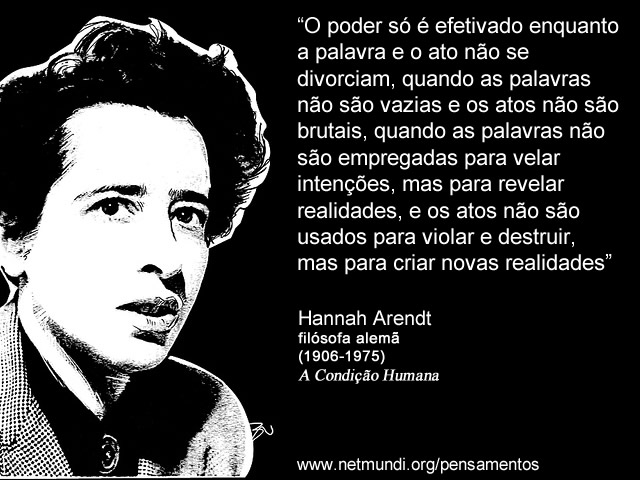 “O poder só é efetivado enquanto
a palavra e o ato não se
divorciam, quando as palavras
não são vazias e os atos não são
brutais, quando as palavras não
são empregadas para velar
intenções, mas para revelar
realidades, e os atos não são
usados para violar e destruir,
mas para criar novas realidades”
Hannah Arendt
filósofa alemã
(1906-1975)
A Condição Humana
www.netmundi.org/pensamentos